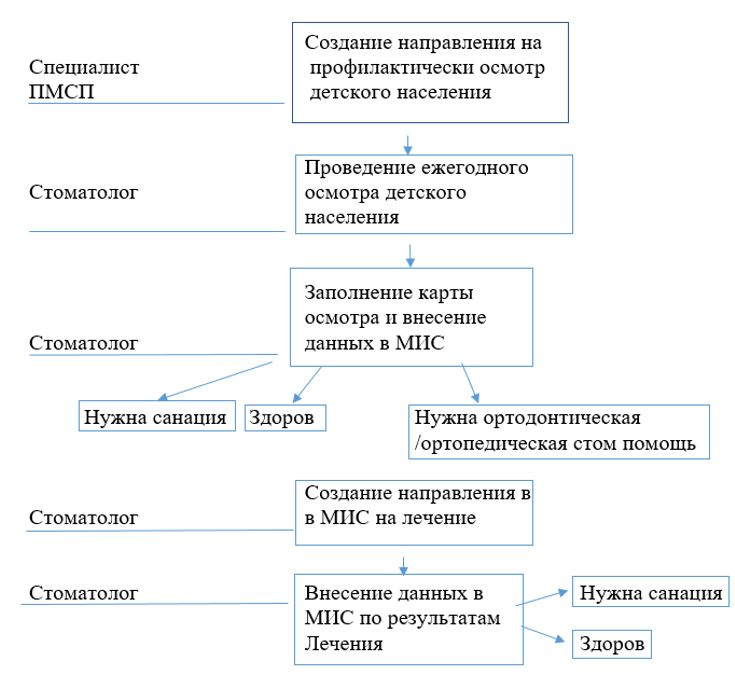 Специалист
ПМСП
Создание направления на
профилактически осмотр
детского населения
Стоматолог
Проведение ежегодного
осмотра детского
населения
Стоматолог
Заполнение карты
осмотра и внесение
данных в МИС
Нужна санация
Здоров
Нужна ортодонтическая
/ортопедическая стом помощь
Стоматолог
Создание направления в
в МИС на лечение
Стоматолог
Внесение данных в
МИС по результатам
Лечения
Нужна санация
Здоров